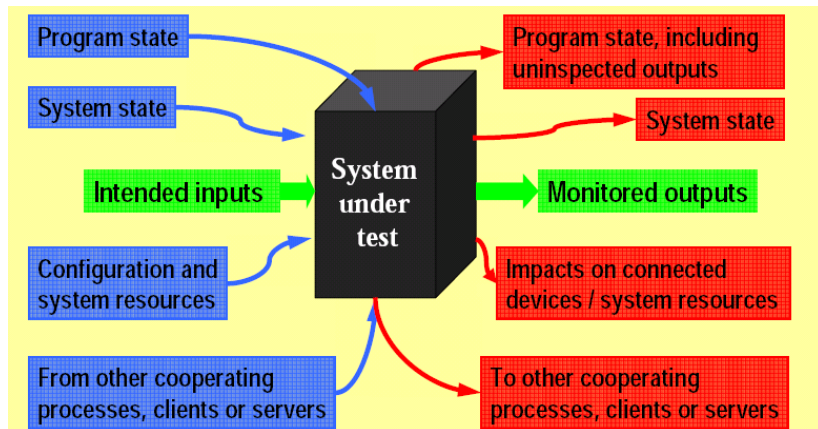 Program state
System state
Intended inputs
Configuration and
system resources
From other cooperating
processes, clients or servers
System
under
test
Program state, including
uninspected outputs
System state
Monitored outputs
Impacts on connected
devices / system resources
To other cooperating
processes, clients or servers